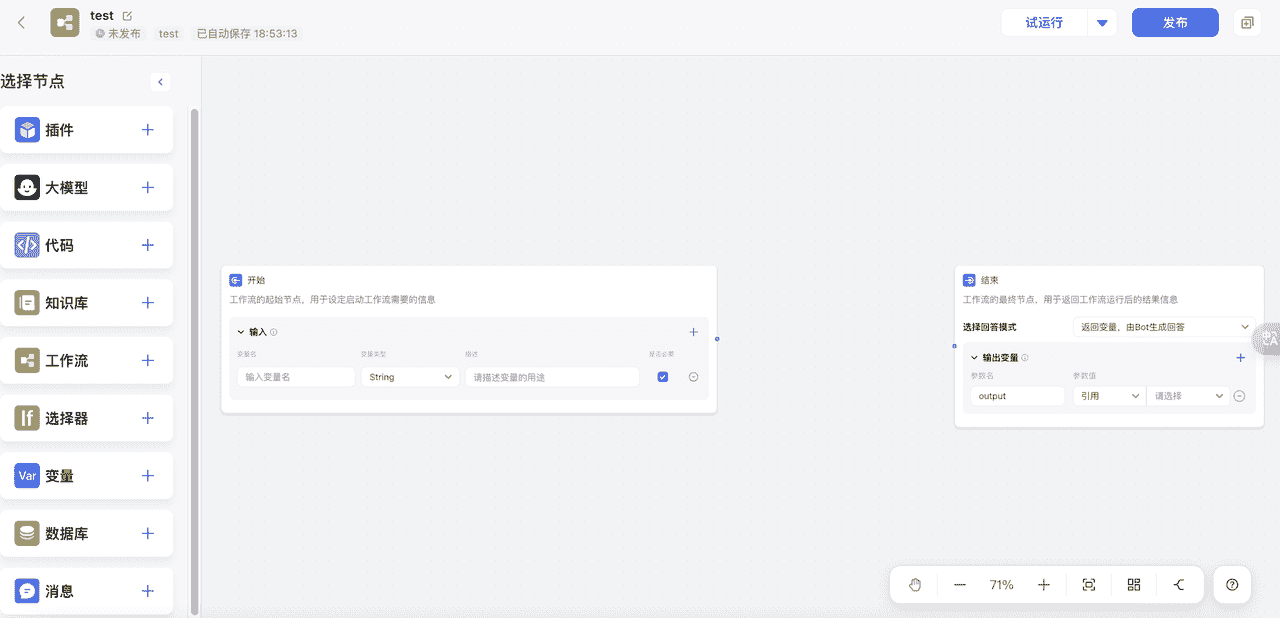 test
未发布 test 已自动保存 18:53:13
试运行
发布
选择节点
插件
大模型
代码
知识库
工作流
If 选择器
Var 变量
数据库
消息
开始
工作流的起始节点，用于设定启动工作流需要的信息
输入
变量名 变量类型 描述 是否必要
输入变量名 String 请描述变量的用途
结束
工作流的最终节点，用于返回工作流运行后的结果信息
选择回答模式 返回变量，由Bot生成回答
输出变量
参数名 参数值
output 引用 请选择
71%